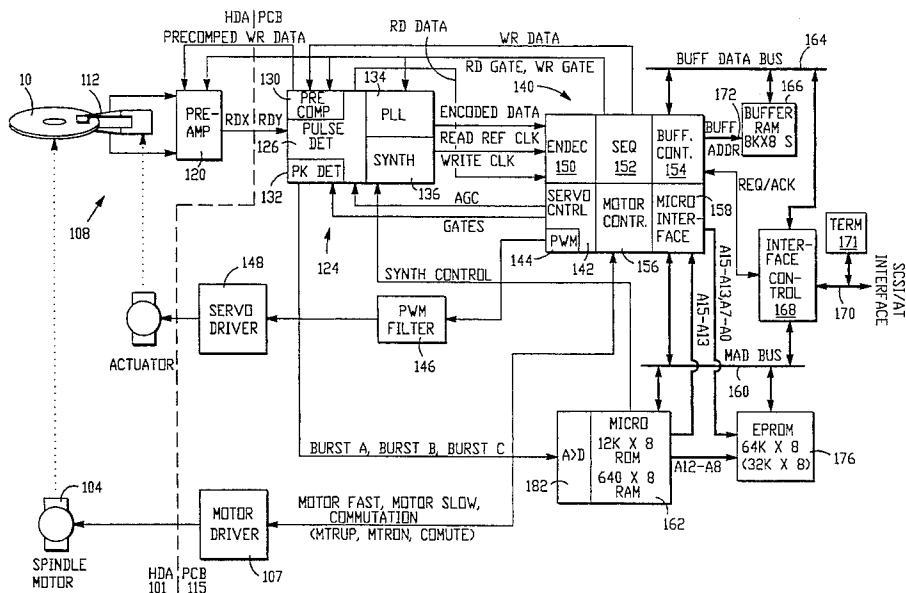 HDA PCB
PRECOMPED WR DATA
RD DATA
WR DATA
RD GATE, WR GATE
BUFF DATA BUS
164
10
112
PRE-
AMP
120
RDX RDY
130
PRE
COMP
126
PULSE
DET
132
PK DET
134
PLL
SYNTH
136
ENCODED DATA
READ REF CLK
WRITE CLK
140
ENDEC
150
SEQ
152
BUFF.
CONT.
154
SERVO
CNTRL
MOTOR
CONTR.
MICRO
INTER-
FACE
144
PWM
142
156
158
BUFF
172
ADDR
166
BUFFER
RAM
8KX8 S
REQ/ACK
TERM
171
INTER-
FACE
CON-
TROL
168
170
SCSI/AT
INTERFACE
108
AGC
GATES
124
SYNTH CONTROL
148
SERVO
DRIVER
PWM
FILTER
146
A15-A13
A15-A13,A7-A0
ACTUATOR
MAD BUS
160
BURST A, BURST B, BURST C
A>D
182
MICRO
12K X 8
ROM
640 X 8
RAM
162
A12-A8
EPROM
64K X 8
(32K X 8)
176
104
SPINDLE
MOTOR
MOTOR
DRIVER
107
MOTOR FAST, MOTOR SLOW,
COMMUTATION
(MTRUP, MTRON, COMUTE)
HDA PCB
101 115